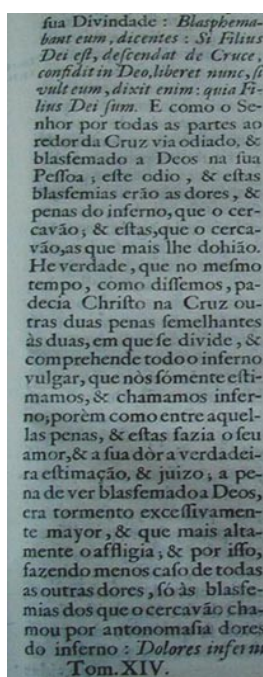 ſua Divindade : Blaſphema-
bant eum, dicentes : Si Filius
Dei eſt, deſcendat de Cruce,
confidit in Deo, liberet nunc, ſi
vult eum, dixit enim: quia Fi-
lius Dei ſum. E como o Se-
nhor por todas as partes ao
redor da Cruz via odiado, &
blasfemado a Deos na ſua
Peſſoa ; eſte odio , & eſtas
blasfemias erão as dores , &
penas do inferno, que o cer-
cavão ; & eſtas, que o cerca-
vão, as que mais lhe dohião.
He verdade , que no meſmo
tempo , como diſſemos, pa-
decia Chriſto na Cruz ou-
tras duas penas ſemelhantes
às duas, em que ſe divide , &
comprehende todo o inferno
vulgar, que nòs ſómente eſti-
mamos, & chamamos infer-
no; porèm como entre aquel-
las penas, & eſtas fazia o ſeu
amor, & a ſua dòr a verdadei-
ra eſtimação, & juizo ; a pe-
na de ver blasfemado a Deos,
era tormento exceſſivamen-
te mayor , & que mais alta-
mente o affligia ; & por iſſo,
fazendo menos caſo de todas
as outras dores , ſó às blasfe-
mias dos que o cercavão cha-
mou por antonomaſia dores
do inferno : Dolores inferni
Tom. XIV.